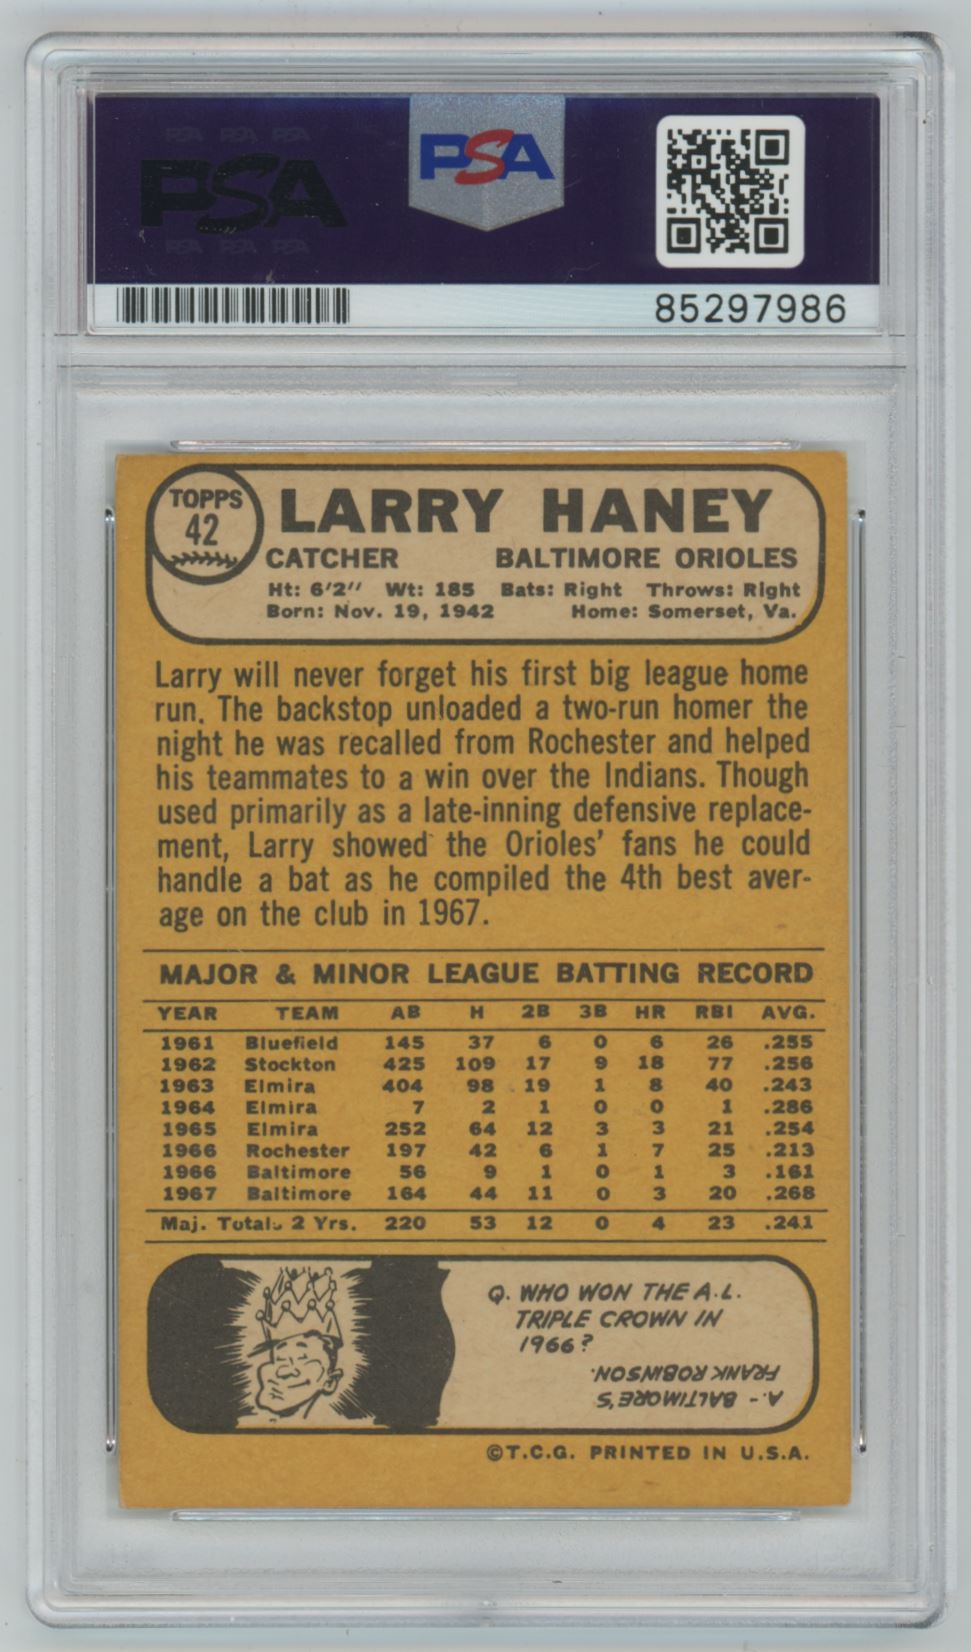 PSA PSA PSA
PSA
PSA PSA PSA
PSA
85297986
TOPPS
42
LARRY HANEY
CATCHER BALTIMORE ORIOLES
Ht: 6'2" Wt: 185 Bats: Right Throws: Right
Born: Nov. 19, 1942 Home: Somerset, Va.
Larry will never forget his first big league home
run. The backstop unloaded a two-run homer the
night he was recalled from Rochester and helped
his teammates to a win over the Indians. Though
used primarily as a late-inning defensive replace-
ment, Larry showed the Orioles' fans he could
handle a bat as he compiled the 4th best aver-
age on the club in 1967.
MAJOR & MINOR LEAGUE BATTING RECORD
YEAR TEAM AB H 2B 3B HR RBI AVG.
1961 Bluefield 145 37 6 0 6 26 .255
1962 Stockton 425 109 17 9 18 77 .256
1963 Elmira 404 98 19 1 8 40 .243
1964 Elmira 7 2 1 0 0 1 .286
1965 Elmira 252 64 12 3 3 21 .254
1966 Rochester 197 42 6 1 7 25 .213
1966 Baltimore 56 9 1 0 1 3 .161
1967 Baltimore 164 44 11 0 3 20 .268
Maj. Totals 2 Yrs. 220 53 12 0 4 23 .241
Q. WHO WON THE A.L.
TRIPLE CROWN IN
1966?
A.- BALTIMORE'S
FRANK ROBINSON.
©T.C.G. PRINTED IN U.S.A.